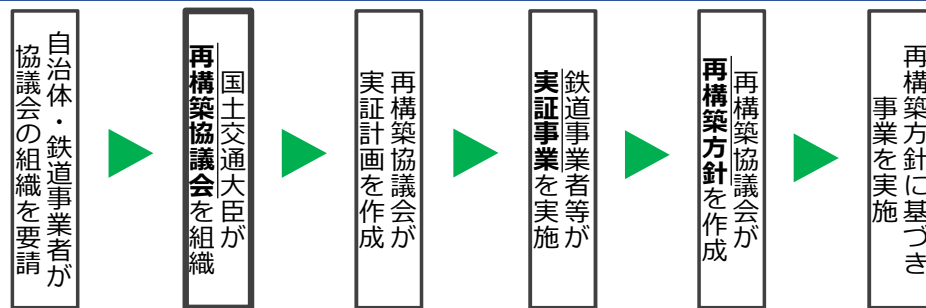 自治体・鉄道事業者が
協議会の組織を要請
国土交通大臣が
再構築協議会を組織
再構築協議会が
実証計画を作成
鉄道事業者等が
実証事業を実施
再構築協議会が
再構築方針を作成
再構築方針に基づき
事業を実施